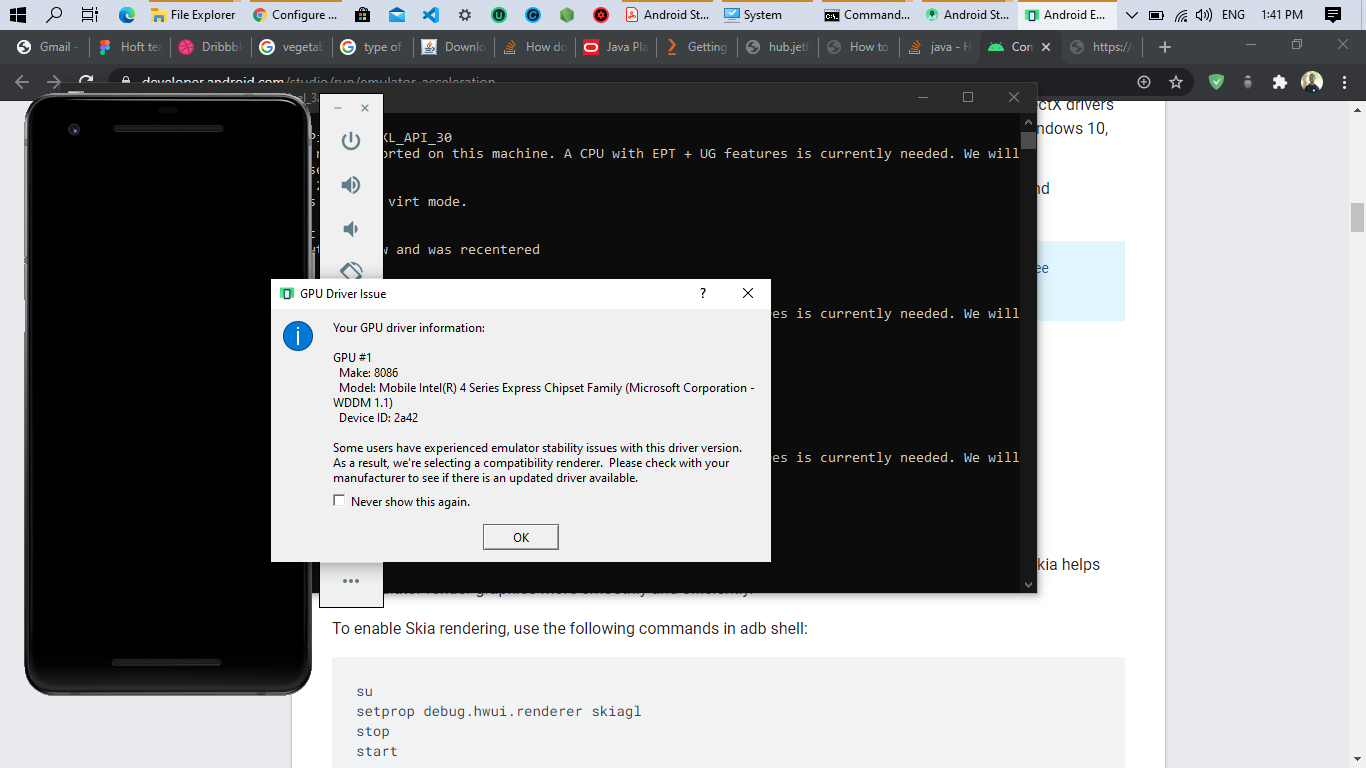 File Explorer
Configure ...
Android St...
System
Command...
Android St...
Android E...
ENG
1:41 PM
Gmail -
Hoft tea
Dribbbl
vegetab
type of
Downlo
How do
Java Pla
Getting
hub.jetb
How to
java - H
Con
https:/
developer.android.com/studio/run/emulator-acceleration
ectX drivers
XL_API_30
ndows 10,
orted on this machine. A CPU with EPT + UG features is currently needed. We will
nd
virt mode.
w and was recentered
ee
GPU Driver Issue
?
es is currently needed. We will
Your GPU driver information:
GPU #1
Make: 8086
Model: Mobile Intel(R) 4 Series Express Chipset Family (Microsoft Corporation -
WDDM 1.1)
Device ID: 2a42
Some users have experienced emulator stability issues with this driver version.
es is currently needed. We will
As a result, we're selecting a compatibility renderer. Please check with your
manufacturer to see if there is an updated driver available.
Never show this again.
OK
kia helps
To enable Skia rendering, use the following commands in adb shell:
su
setprop debug.hwui.renderer skiagl
stop
start